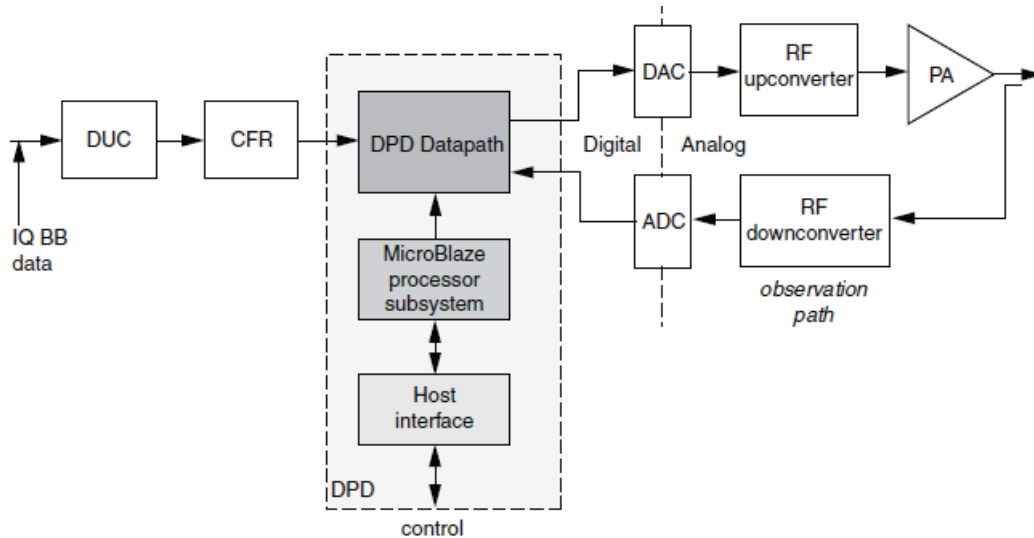 DUC
CFR
DPD Datapath
DAC
RF
upconverter
PA
Digital
Analog
ADC
RF
downconverter
observation
path
IQ BB
data
MicroBlaze
processor
subsystem
Host
interface
DPD
control